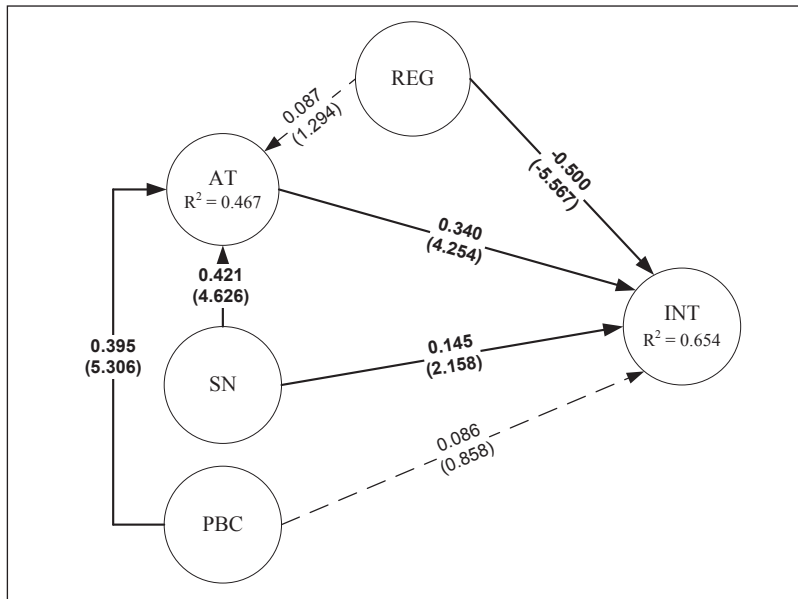 REG
0.087
(1.294)
AT
R² = 0.467
-0.500
(-5.567)
0.340
(4.254)
0.421
(4.626)
INT
R² = 0.654
0.395
(5.306)
0.145
(2.158)
SN
0.086
(0.858)
PBC